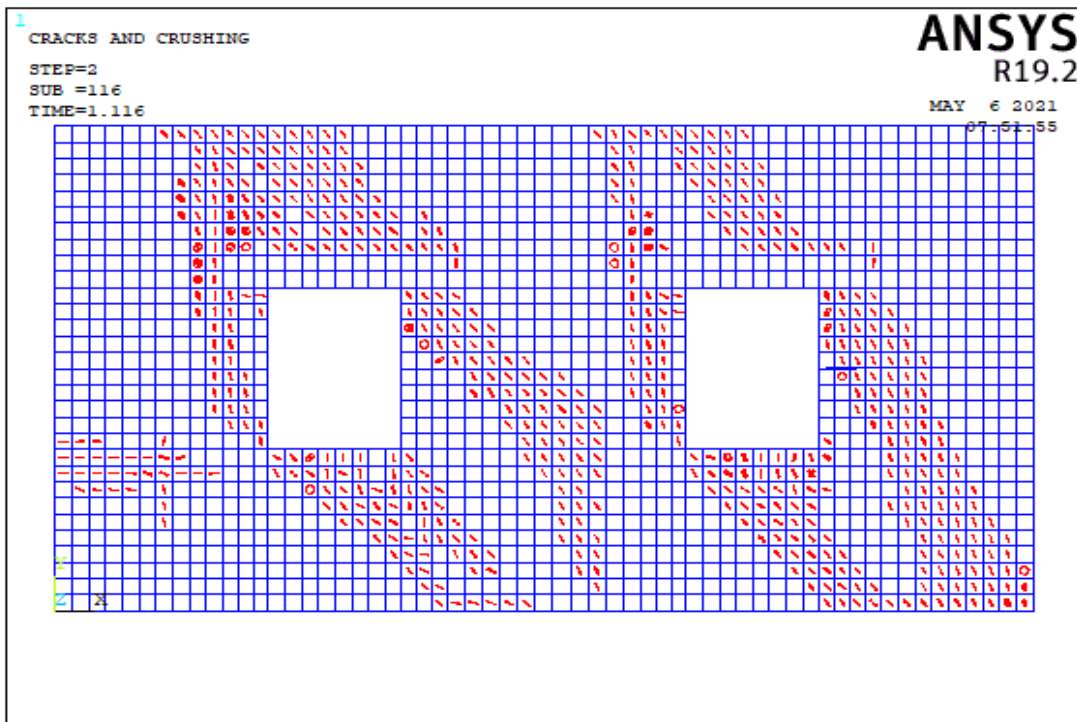 1
CRACKS AND CRUSHING
STEP=2
SUB =116
TIME=1.116
ANSYS
R19.2
MAY  6 2021
07:51:55
Y
Z X